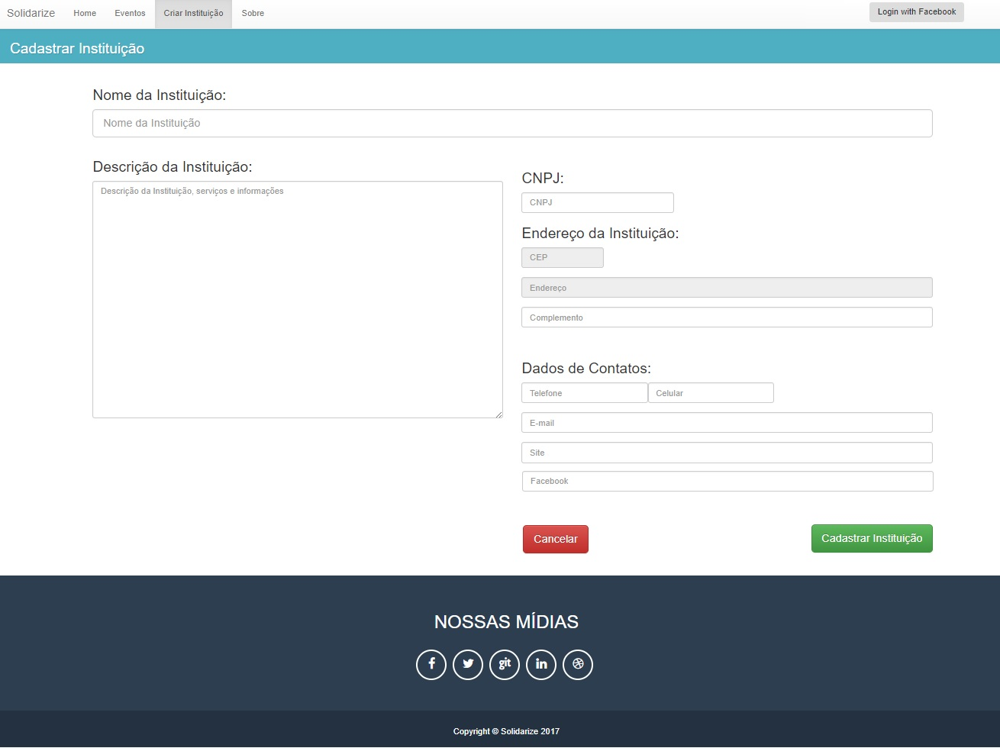 Solidarize Home Eventos Criar Instituição Sobre Login with Facebook
Cadastrar Instituição
Nome da Instituição:
Nome da Instituição
Descrição da Instituição:
Descrição da Instituição, serviços e informações
CNPJ:
CNPJ
Endereço da Instituição:
CEP
Endereço
Complemento
Dados de Contatos:
Telefone Celular
E-mail
Site
Facebook
Cancelar Cadastrar Instituição
NOSSAS MÍDIAS
git in
Copyright © Solidarize 2017